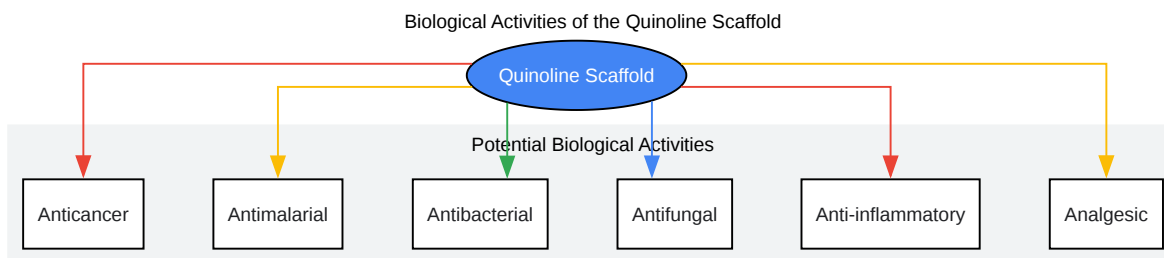 Biological Activities of the Quinoline Scaffold
Quinoline Scaffold
Potential Biological Activities
Anticancer
Antimalarial
Antibacterial
Antifungal
Anti-inflammatory
Analgesic